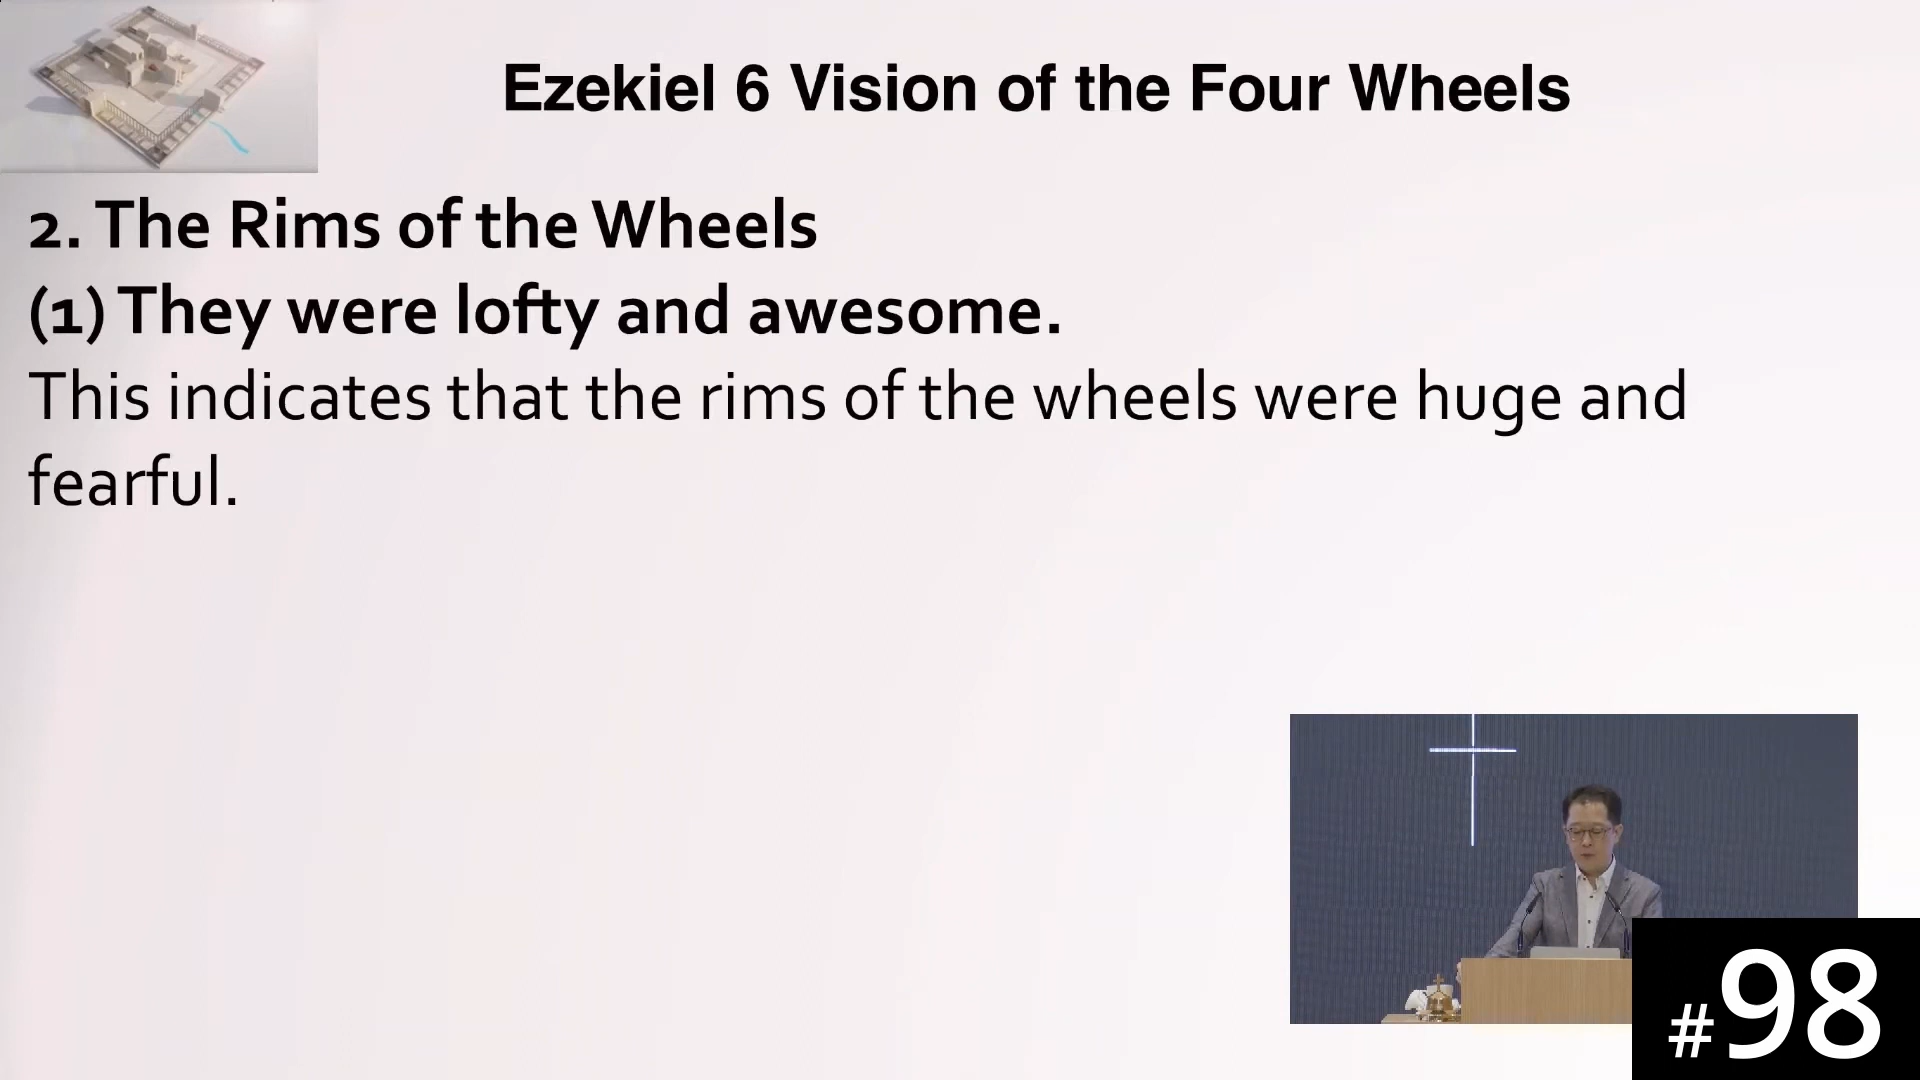 Ezekiel 6 Vision of the Four Wheels
2. The Rims of the Wheels
(1) They were lofty and awesome.
This indicates that the rims of the wheels were huge and
fearful.
#98